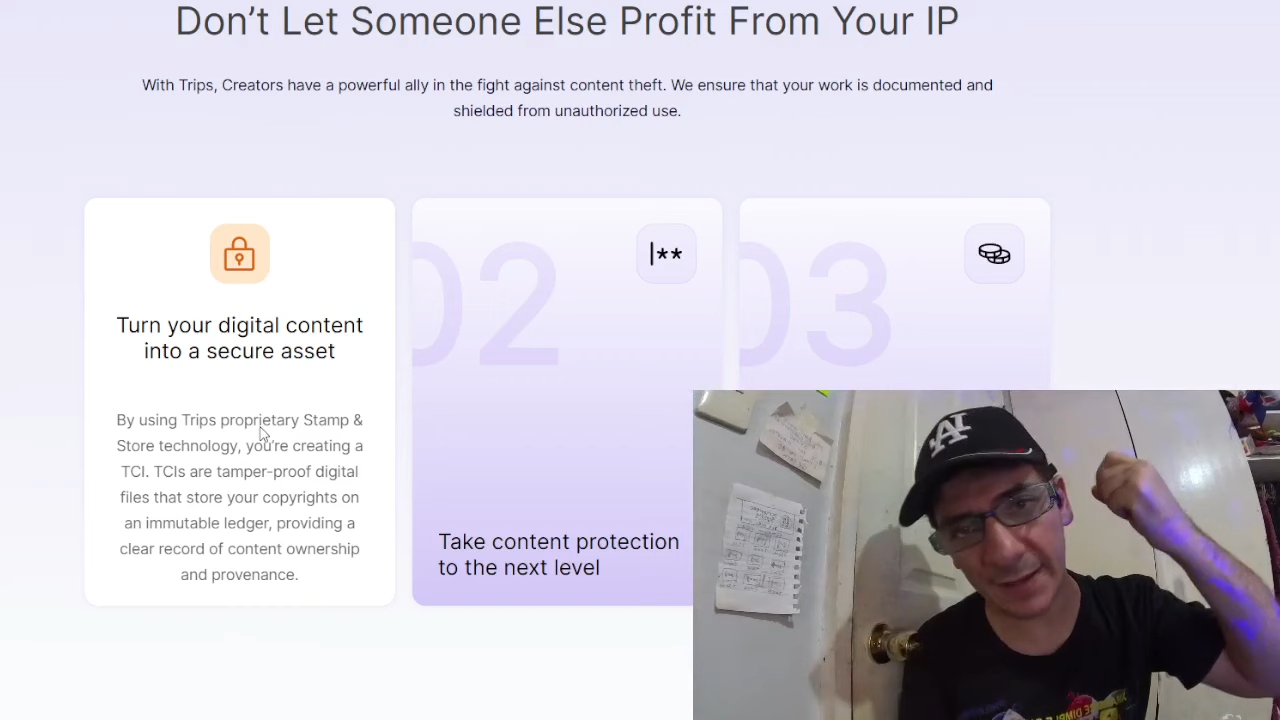 Don’t Let Someone Else Profit From Your IP
With Trips, Creators have a powerful ally in the fight against content theft. We ensure that your work is documented and
shielded from unauthorized use.
Turn your digital content
into a secure asset
By using Trips proprietary Stamp &
Store technology, you're creating a
TCI. TCIs are tamper-proof digital
files that store your copyrights on
an immutable ledger, providing a
clear record of content ownership
and provenance.
02
|**
Take content protection
to the next level
03